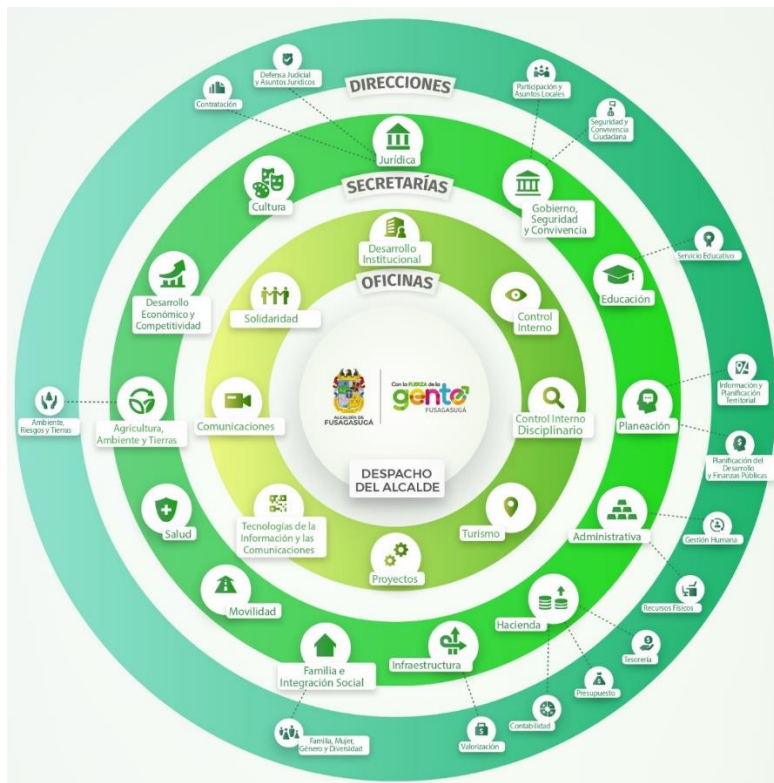 DIRECCIONES
Defensa Judicial
y Asuntos Jurídicos
Contratación
Participación y
Asuntos Locales
Seguridad y
Convivencia
Ciudadana
Servicio Educativo
Información y
Planificación
Territorial
Planificación del
Desarrollo
y Finanzas Públicas
Gestión Humana
Recursos Físicos
Tesorería
Presupuesto
Contabilidad
Valorización
Familia, Mujer,
Género y Diversidad
Ambiente,
Riesgos y Tierras
SECRETARÍAS
Jurídica
Gobierno,
Seguridad
y Convivencia
Educación
Planeación
Administrativa
Hacienda
Infraestructura
Familia e
Integración Social
Movilidad
Salud
Agricultura,
Ambiente y Tierras
Desarrollo
Económico y
Competitividad
Cultura
OFICINAS
Desarrollo
Institucional
Control
Interno
Control Interno
Disciplinario
Turismo
Proyectos
Tecnologías de la
Información y las
Comunicaciones
Comunicaciones
Solidaridad
ALCALDÍA DE
FUSAGASUGÁ
Con la FUERZA de la
gente
FUSAGASUGÁ
DESPACHO
DEL ALCALDE